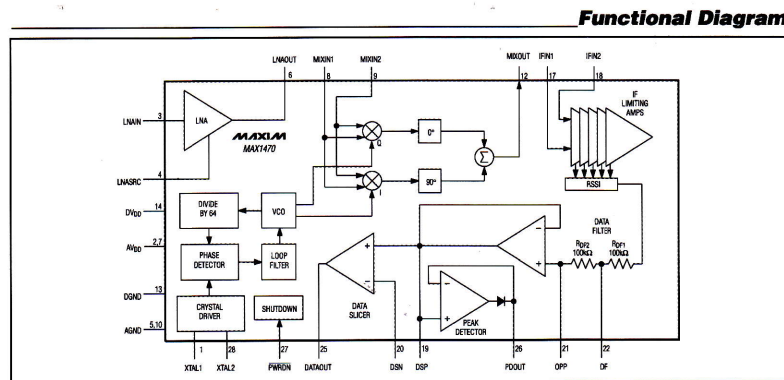 Functional Diagram
LNAOUT
MIXIN1
MIXIN2
MIXOUT
IFIN1
IFIN2
6
8
9
12
17
18
LNAIN
3
LNA
MAXIM
MAX1470
Q
0°
Σ
IF
LIMITING
AMPS
LNASRC
4
I
90°
RSSI
DVDD
14
DIVIDE
BY 64
VCO
DATA
FILTER
AVDD
2,7
PHASE
DETECTOR
LOOP
FILTER
RDF2
100kΩ
RDF1
100kΩ
DGND
13
CRYSTAL
DRIVER
SHUTDOWN
DATA
SLICER
PEAK
DETECTOR
AGND
5,10
1
28
27
25
20
19
26
21
22
XTAL1
XTAL2
PWRDN
DATAOUT
DSN
DSP
PDOUT
OPP
DF